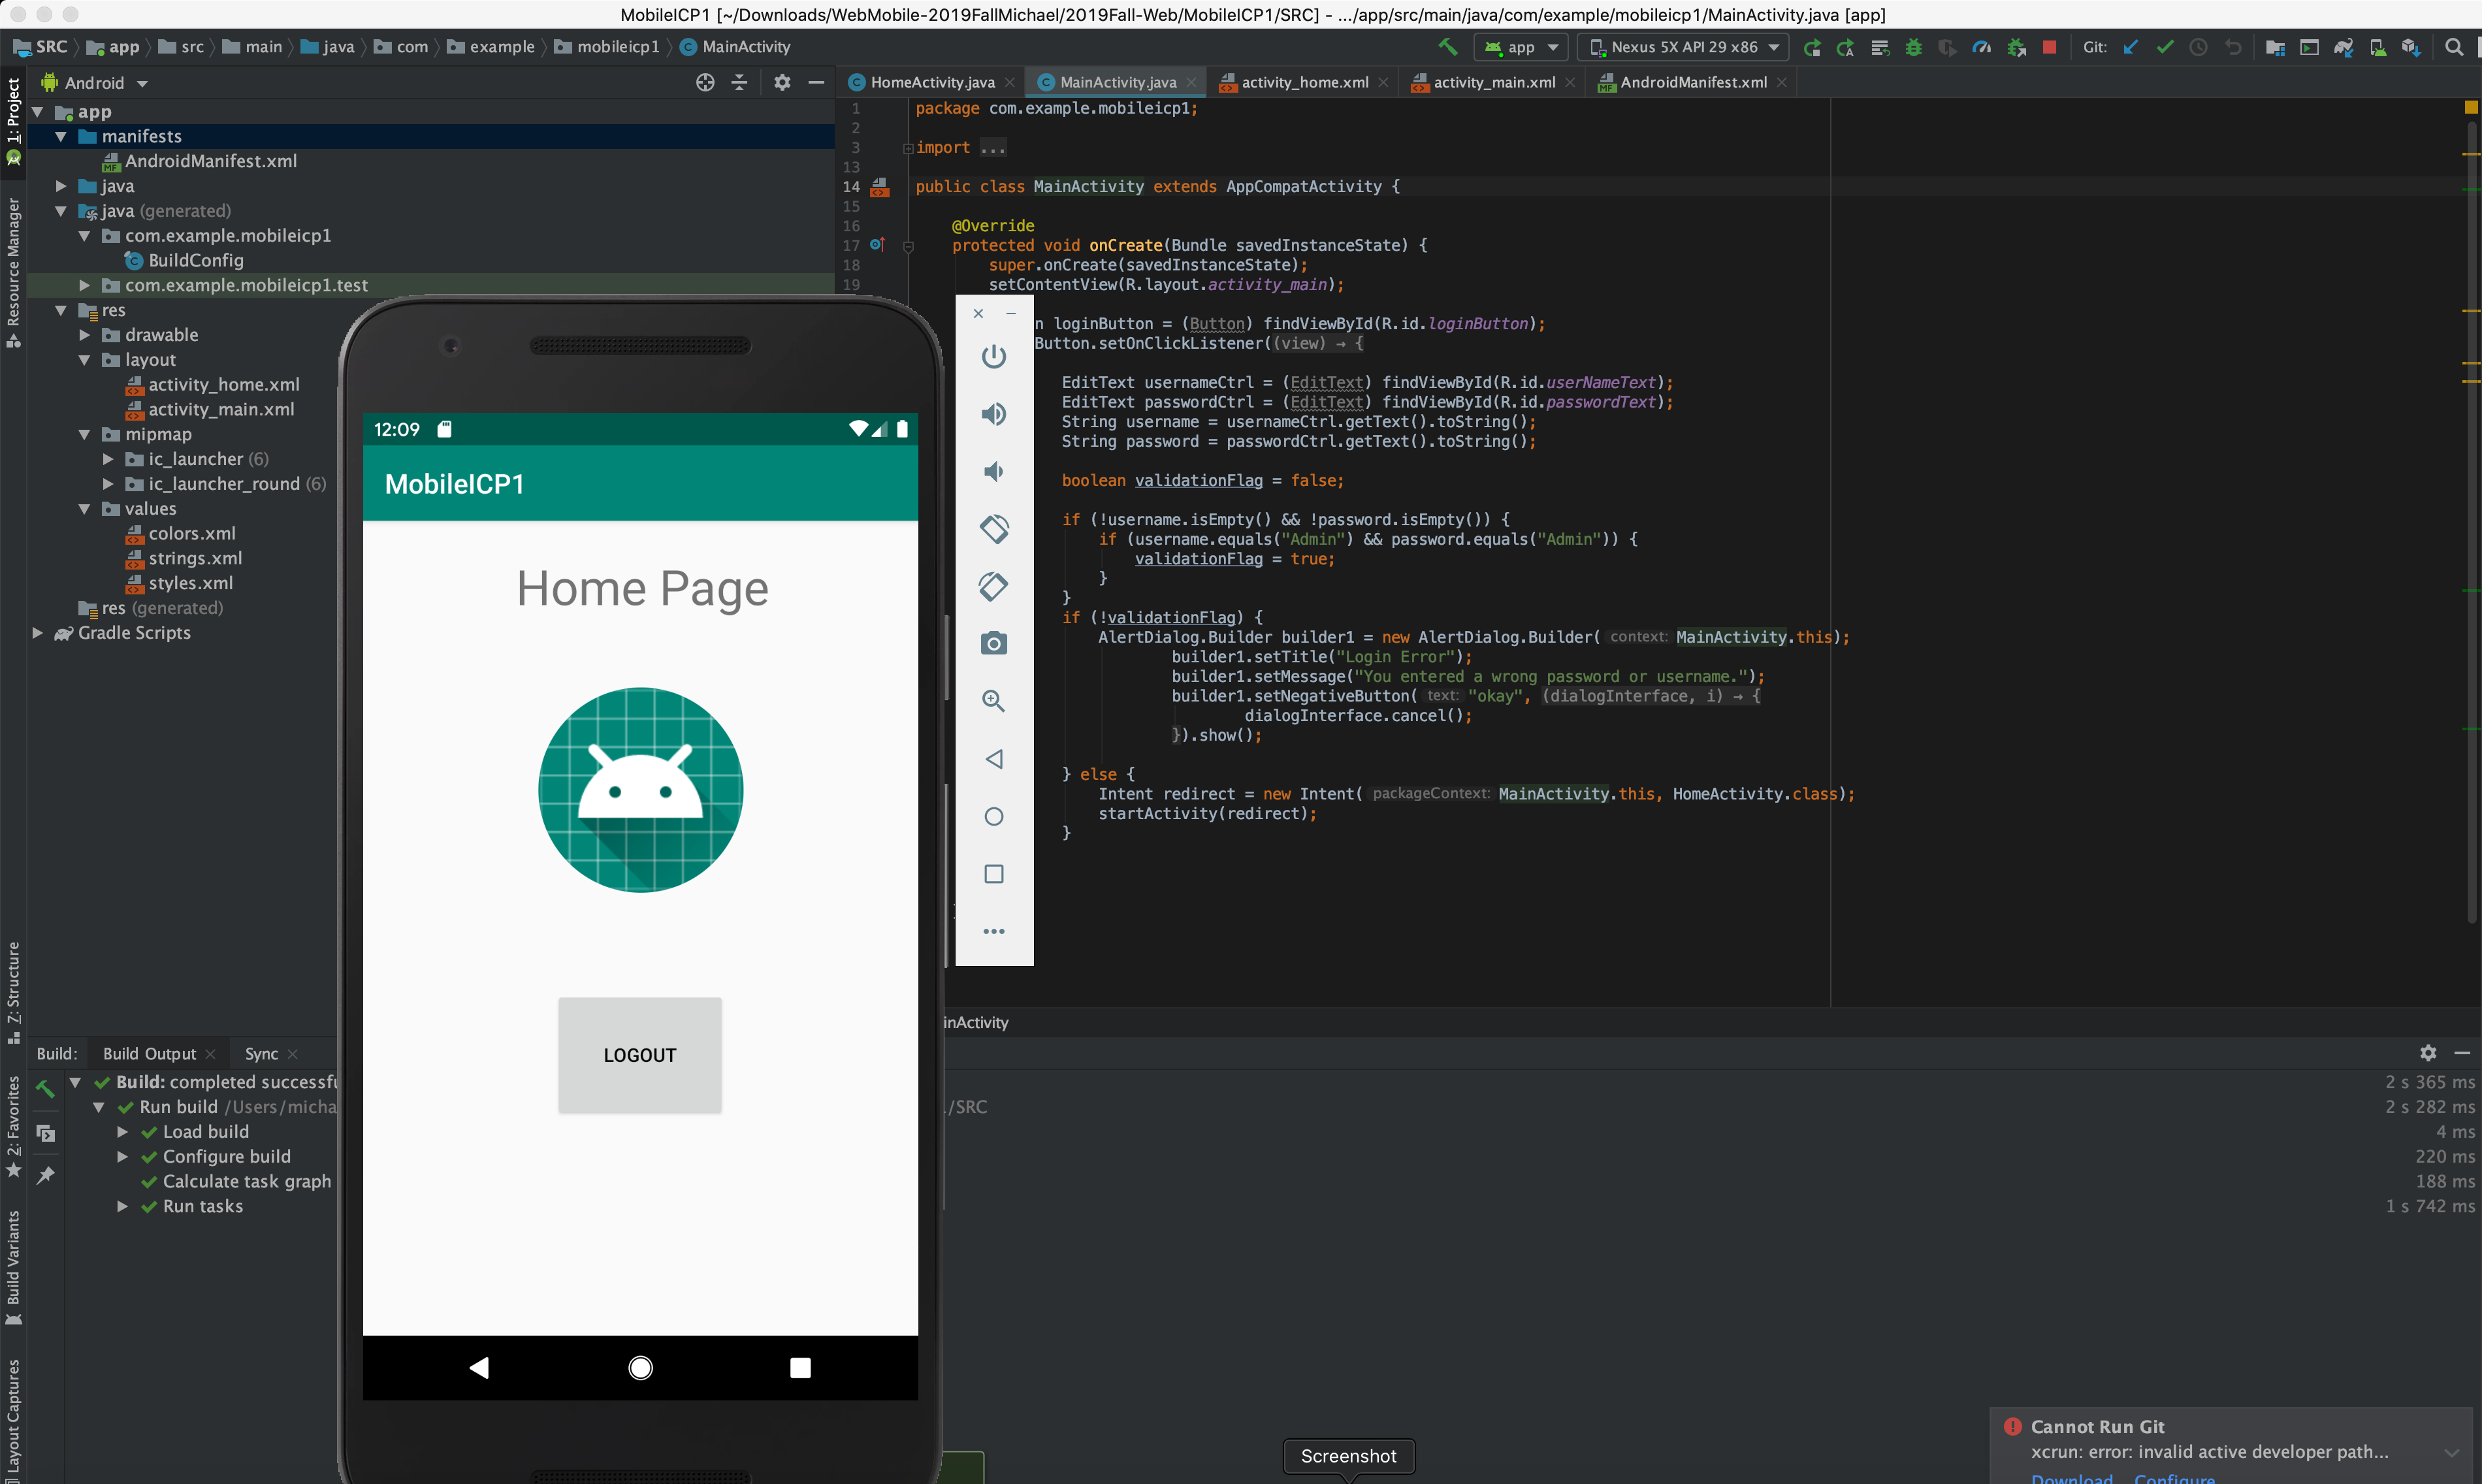 MobileICP1 [~/Downloads/WebMobile-2019FallMichael/2019Fall-Web/MobileICP1/SRC] - .../app/src/main/java/com/example/mobileicp1/MainActivity.java [app]
SRC app src main java com example mobileicp1 MainActivity
app Nexus 5X API 29 x86 Git:
Android
HomeActivity.java MainActivity.java activity_home.xml activity_main.xml AndroidManifest.xml
1: Project
Resource Manager
7: Structure
2: Favorites
Build Variants
Layout Captures
app
manifests
AndroidManifest.xml
java
java (generated)
com.example.mobileicp1
BuildConfig
com.example.mobileicp1.test
res
drawable
layout
activity_home.xml
activity_main.xml
mipmap
ic_launcher (6)
ic_launcher_round (6)
values
colors.xml
strings.xml
styles.xml
res (generated)
Gradle Scripts
1 package com.example.mobileicp1;
2
3 import ...
13
14 public class MainActivity extends AppCompatActivity {
15
16 @Override
17 protected void onCreate(Bundle savedInstanceState) {
18 super.onCreate(savedInstanceState);
19 setContentView(R.layout.activity_main);
n loginButton = (Button) findViewById(R.id.loginButton);
Button.setOnClickListener((view) → {
EditText usernameCtrl = (EditText) findViewById(R.id.userNameText);
EditText passwordCtrl = (EditText) findViewById(R.id.passwordText);
String username = usernameCtrl.getText().toString();
String password = passwordCtrl.getText().toString();
boolean validationFlag = false;
if (!username.isEmpty() && !password.isEmpty()) {
if (username.equals("Admin") && password.equals("Admin")) {
validationFlag = true;
}
}
if (!validationFlag) {
AlertDialog.Builder builder1 = new AlertDialog.Builder( context: MainActivity.this);
builder1.setTitle("Login Error");
builder1.setMessage("You entered a wrong password or username.");
builder1.setNegativeButton( text: "okay", (dialogInterface, i) → {
dialogInterface.cancel();
}).show();
} else {
Intent redirect = new Intent( packageContext: MainActivity.this, HomeActivity.class);
startActivity(redirect);
}
inActivity
12:09
MobileICP1
Home Page
LOGOUT
Build: Build Output Sync
Build: completed successfu 2 s 365 ms
Run build /Users/micha /SRC 2 s 282 ms
Load build 4 ms
Configure build 220 ms
Calculate task graph 188 ms
Run tasks 1 s 742 ms
Screenshot
Cannot Run Git
xcrun: error: invalid active developer path...
Download Configure